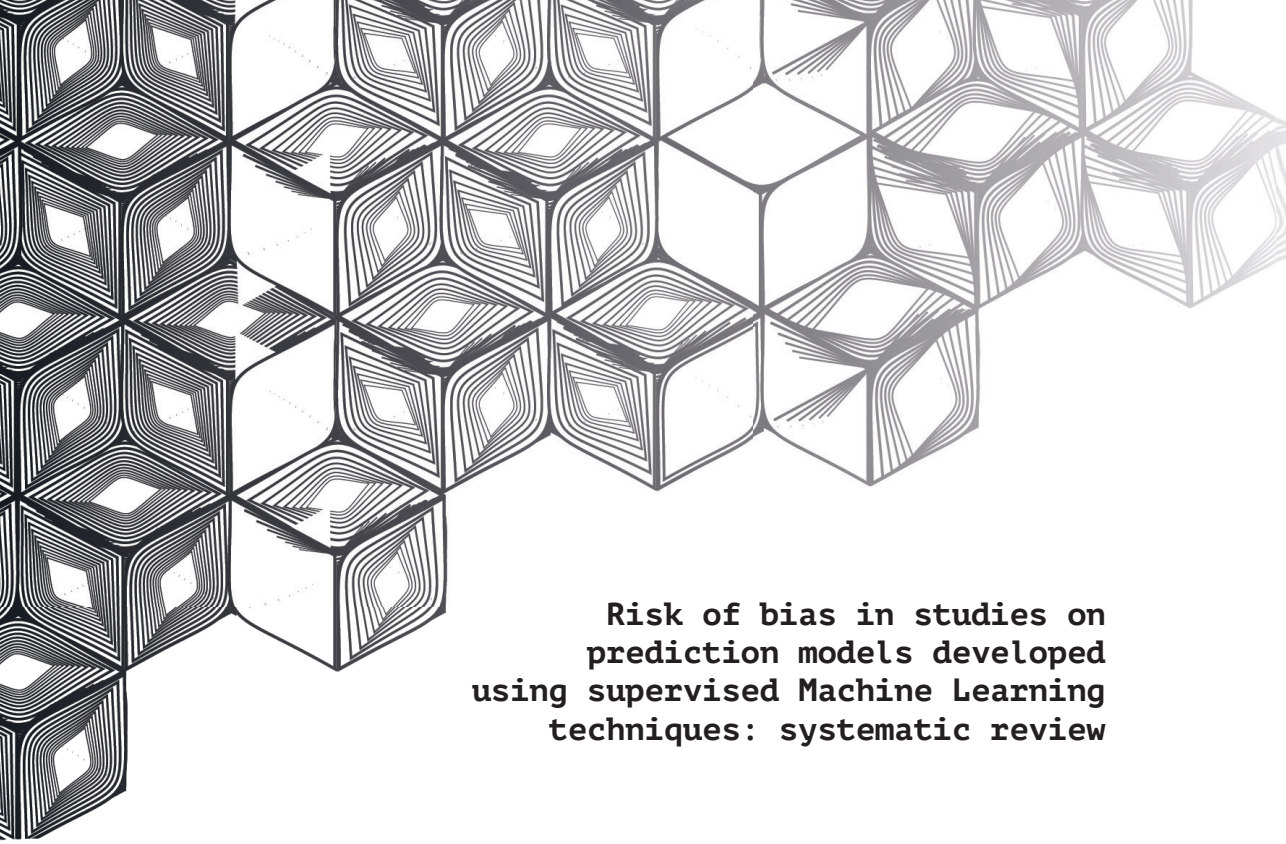 Risk of bias in studies on
prediction models developed
using supervised Machine Learning
techniques: systematic review